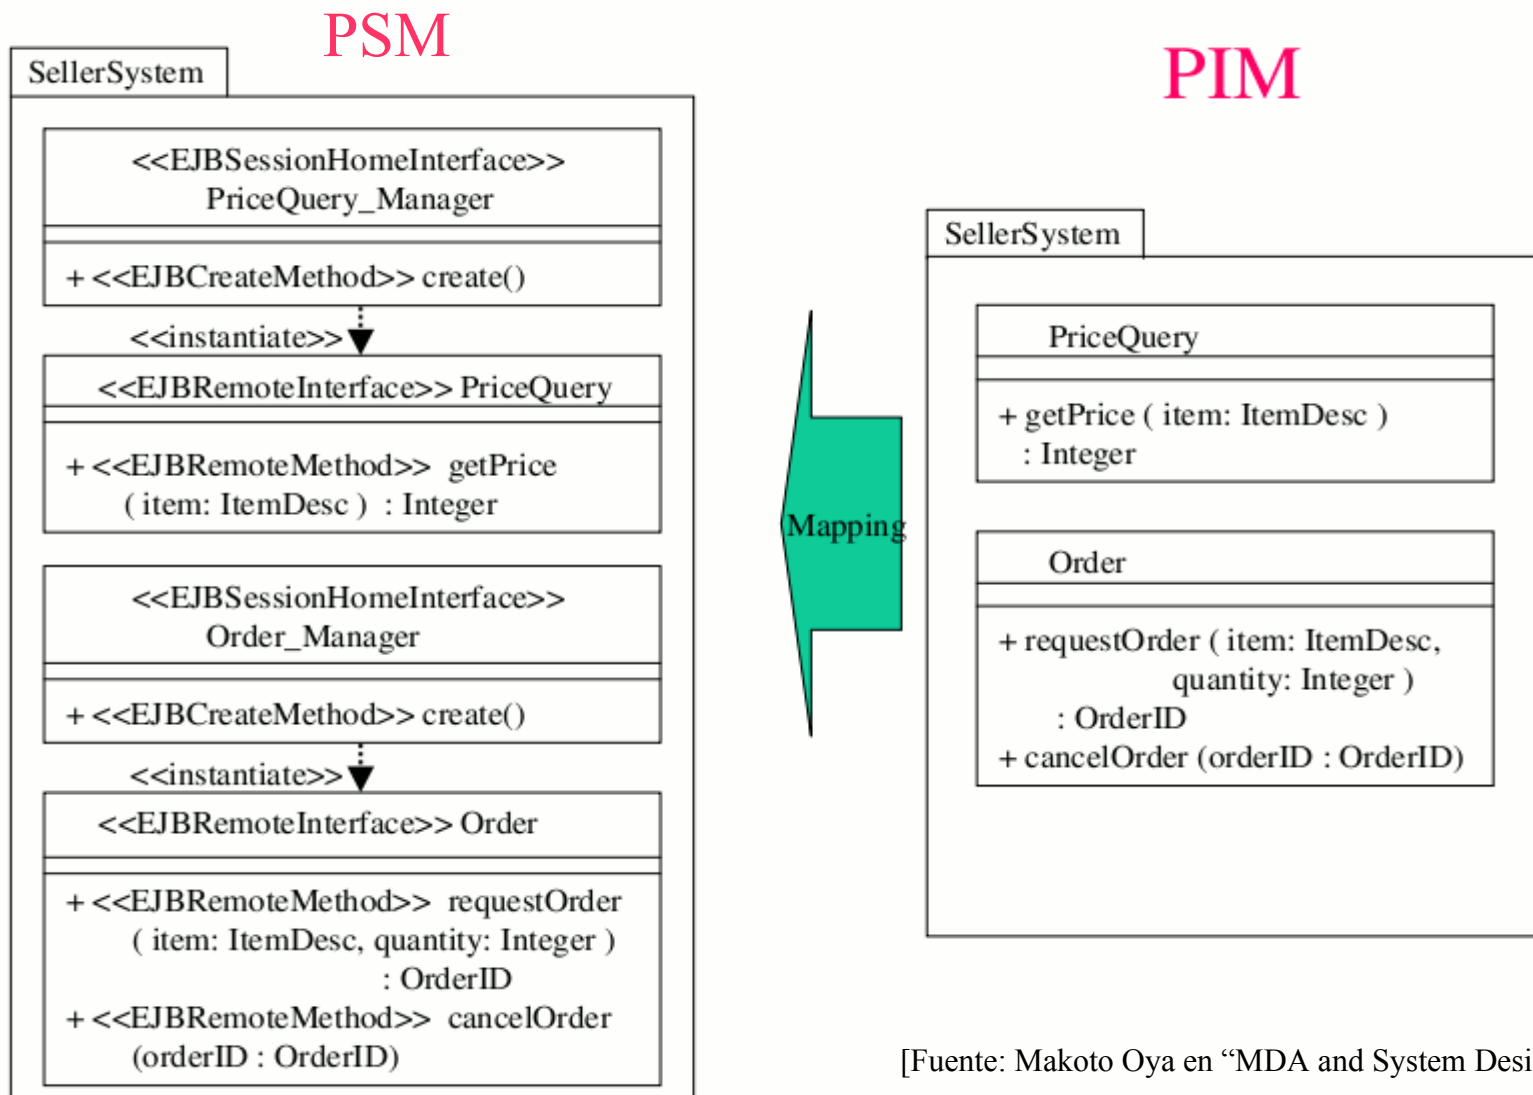 PSM
SellerSystem
<<EJBSessionHomeInterface>>
PriceQuery_Manager
+ <<EJBCreateMethod>> create()
<<instantiate>>
<<EJBRemoteInterface>> PriceQuery
+ <<EJBRemoteMethod>> getPrice
( item: ItemDesc ) : Integer
<<EJBSessionHomeInterface>>
Order_Manager
+ <<EJBCreateMethod>> create()
<<instantiate>>
<<EJBRemoteInterface>> Order
+ <<EJBRemoteMethod>> requestOrder
( item: ItemDesc, quantity: Integer )
: OrderID
+ <<EJBRemoteMethod>> cancelOrder
(orderID : OrderID)
Mapping
PIM
SellerSystem
PriceQuery
+ getPrice ( item: ItemDesc )
: Integer
Order
+ requestOrder ( item: ItemDesc,
quantity: Integer )
: OrderID
+ cancelOrder (orderID : OrderID)
[Fuente: Makoto Oya en “MDA and System Desi